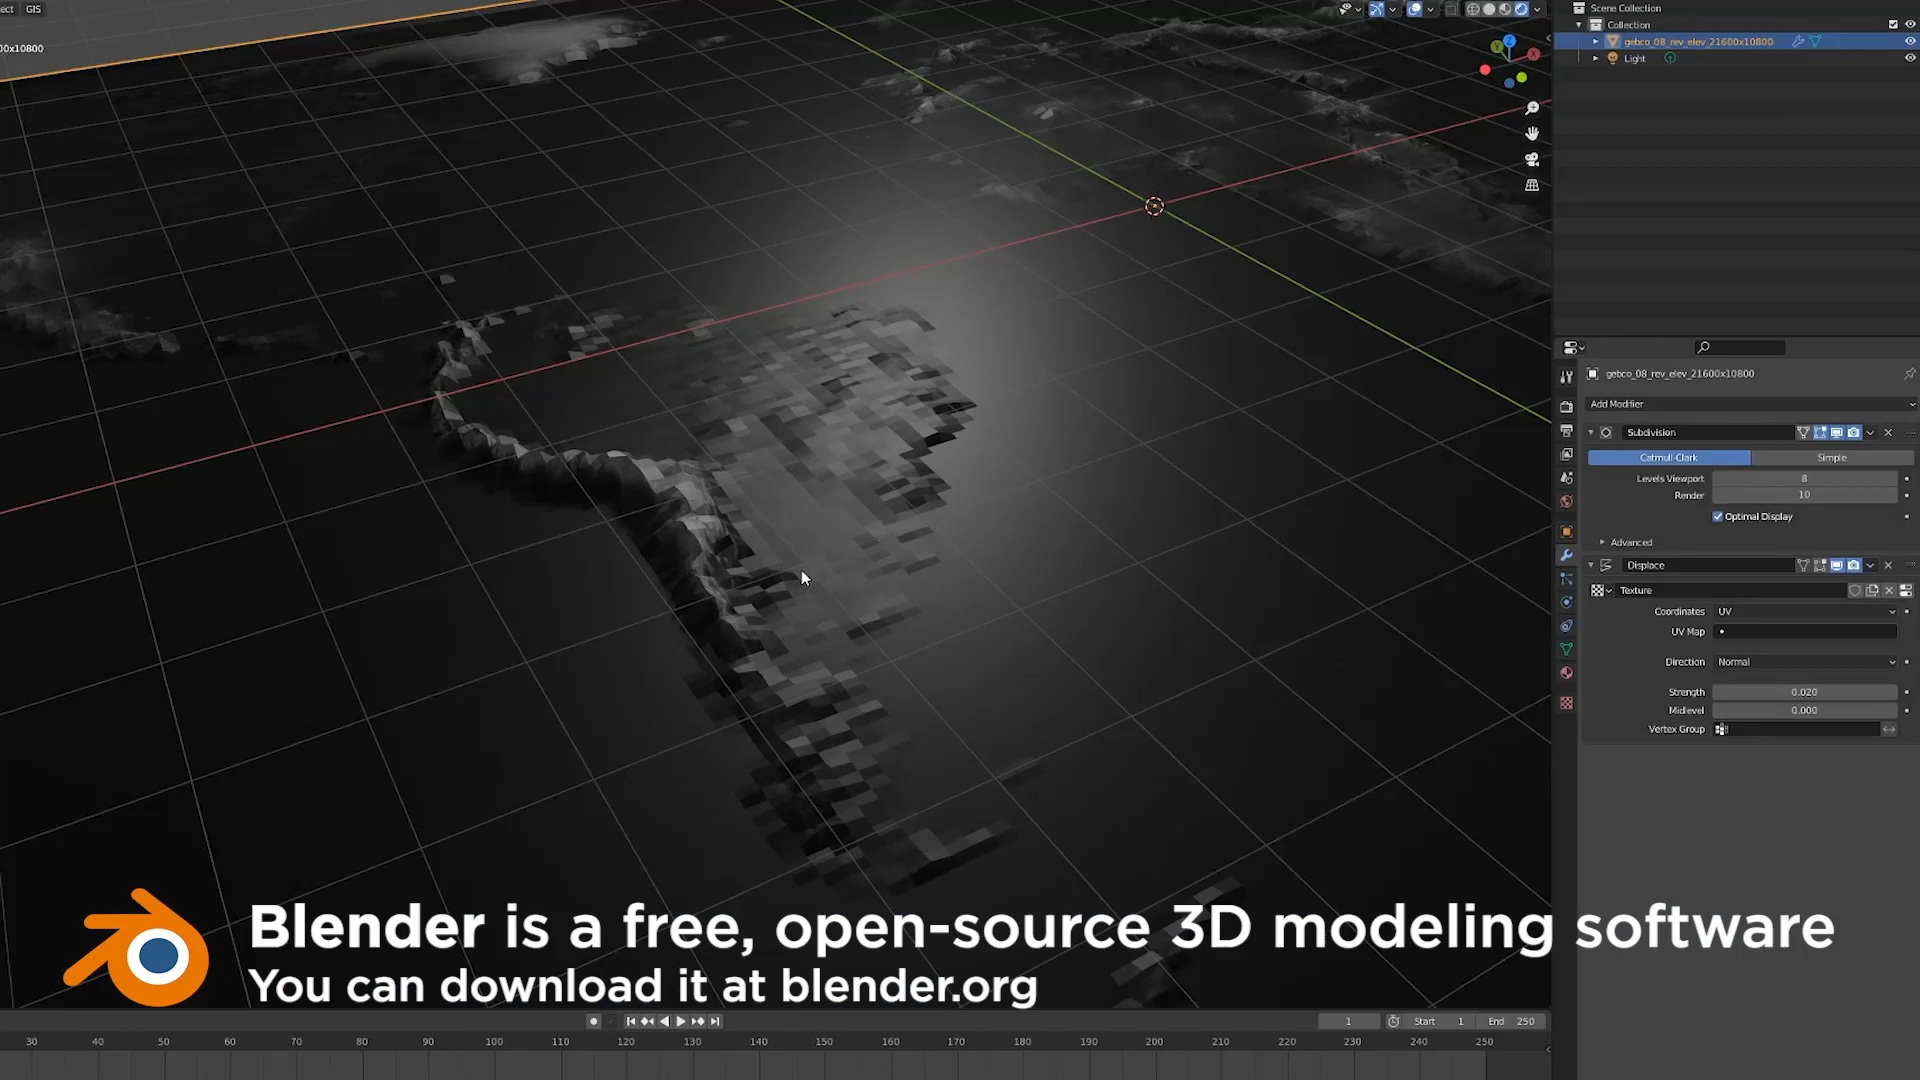 ect GIS
00x10800
Scene Collection
Collection
gebco_08_rev_elev_21600x10800
Light
gebco_08_rev_elev_21600x10800
Add Modifier
Subdivision
Catmull-Clark Simple
Levels Viewport 8
Render 10
Optimal Display
Advanced
Displace
Texture
Coordinates UV
UV Map
Direction Normal
Strength 0.020
Midlevel 0.000
Vertex Group
Blender is a free, open-source 3D modeling software
You can download it at blender.org
1 Start 1 End 250
30 40 50 60 70 80 90 100 110 120 130 140 150 160 170 180 190 200 210 220 230 240 250